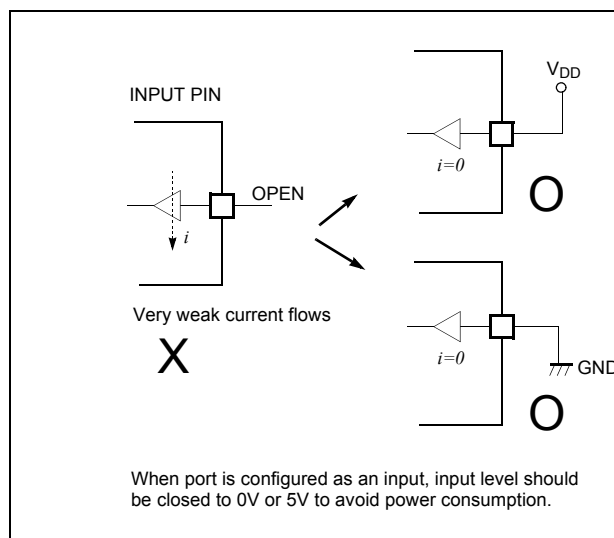 INPUT PIN
OPEN
i
Very weak current flows
X
VDD
i=0
O
i=0
GND
O
When port is configured as an input, input level should
be closed to 0V or 5V to avoid power consumption.